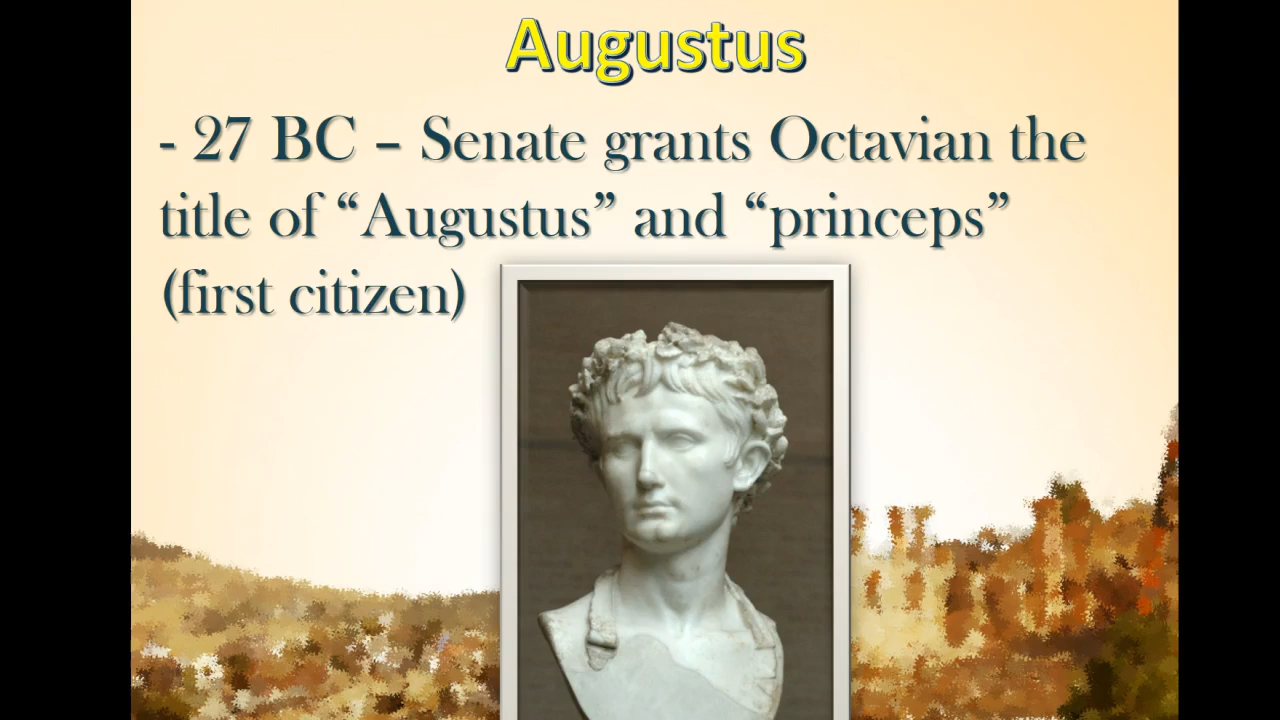 Augustus
- 27 BC – Senate grants Octavian the
title of “Augustus” and “princeps”
(first citizen)